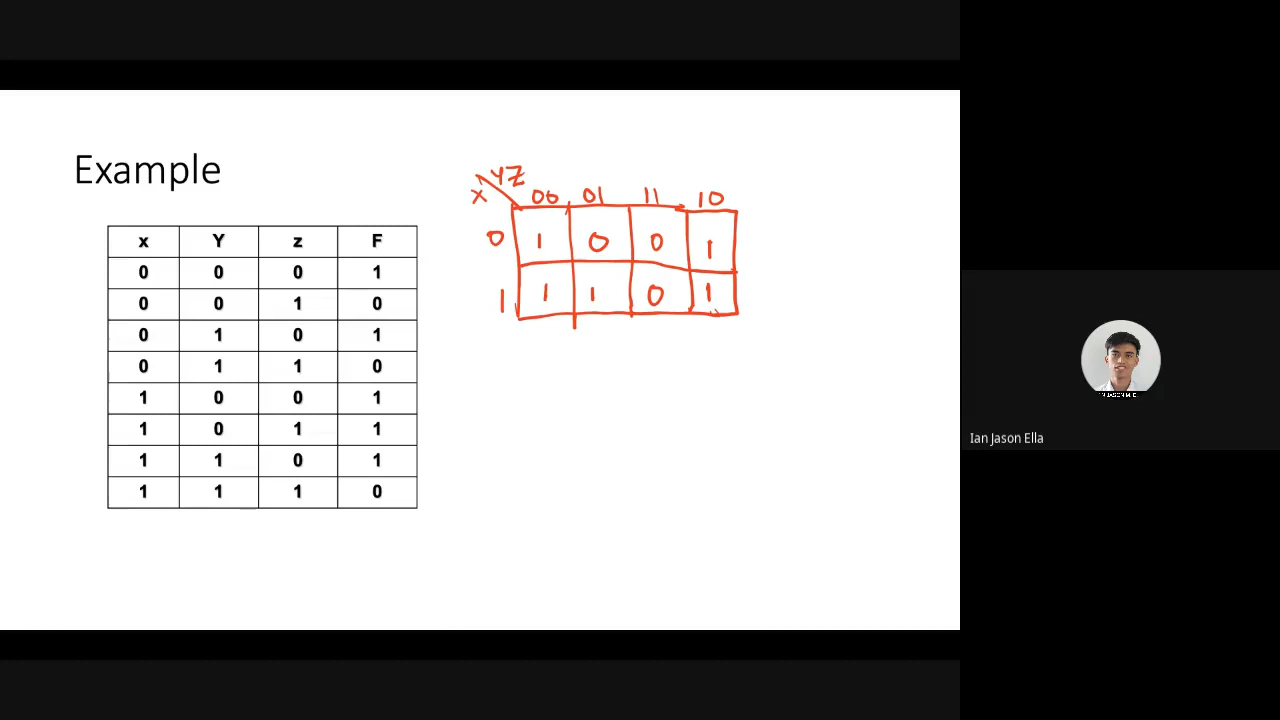 Example
x Y z F
0 0 0 1
0 0 1 0
0 1 0 1
0 1 1 0
1 0 0 1
1 0 1 1
1 1 0 1
1 1 1 0
YZ
X 00 01 11 10
0 1 0 0 1
1 1 1 0 1
Ian Jason Ella